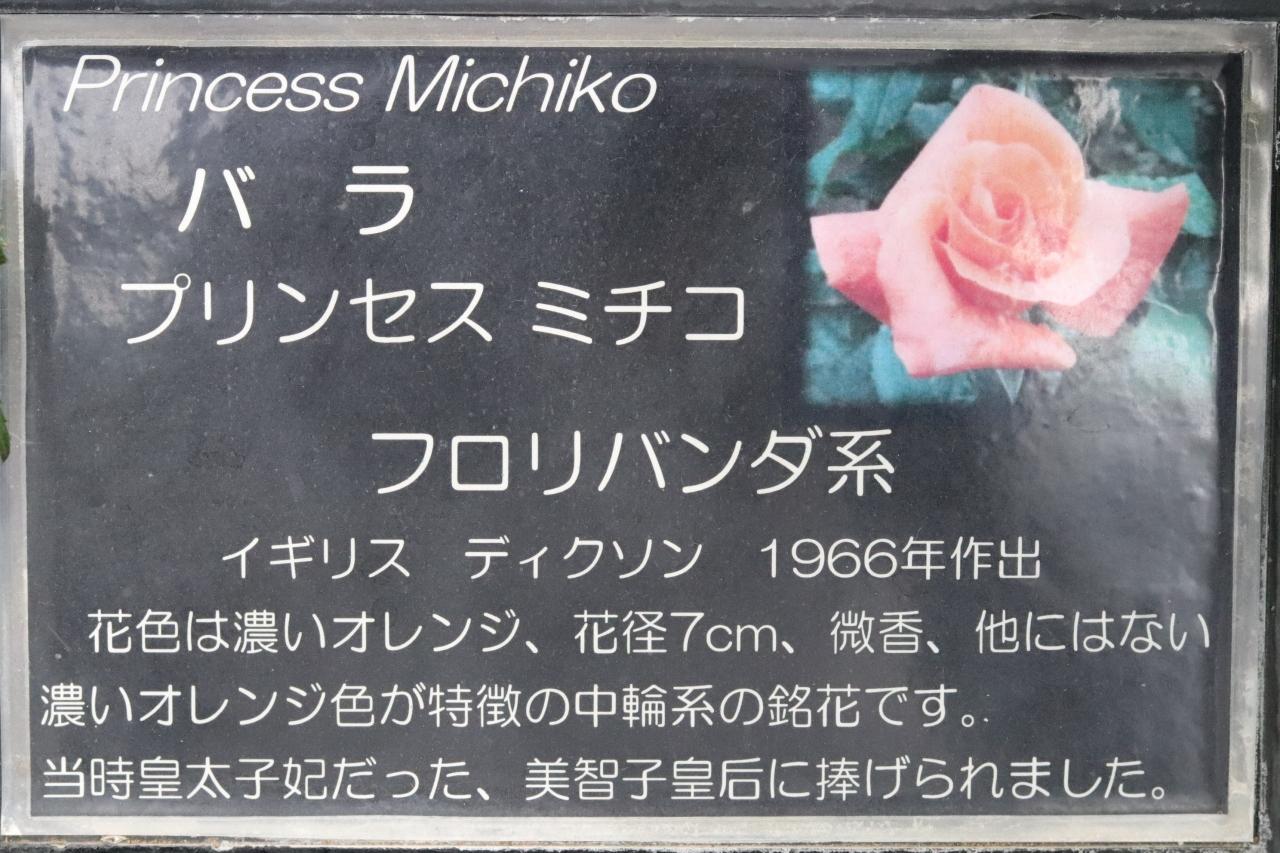 Princess Michiko
バ　ラ
プリンセス ミチコ
フロリバンダ系
イギリス　ディクソン　1966年作出
花色は濃いオレンジ、花径7cm、微香、他にはない
濃いオレンジ色が特徴の中輪系の銘花です。
当時皇太子妃だった、美智子皇后に捧げられました。